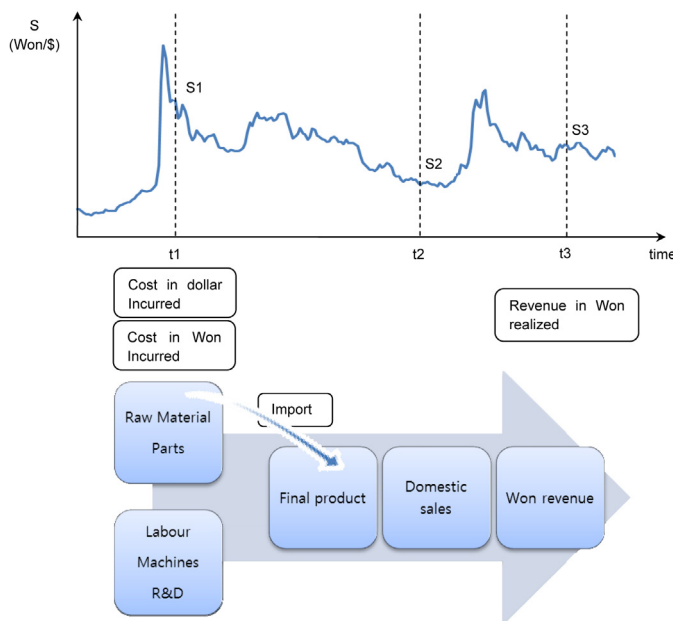 S
(Won/$)
S1
S2
S3
t1
t2
t3
time
Cost in dollar
Incurred
Cost in Won
Incurred
Revenue in Won
realized
Import
Raw Material
Parts
Final product
Domestic
sales
Won revenue
Labour
Machines
R&D